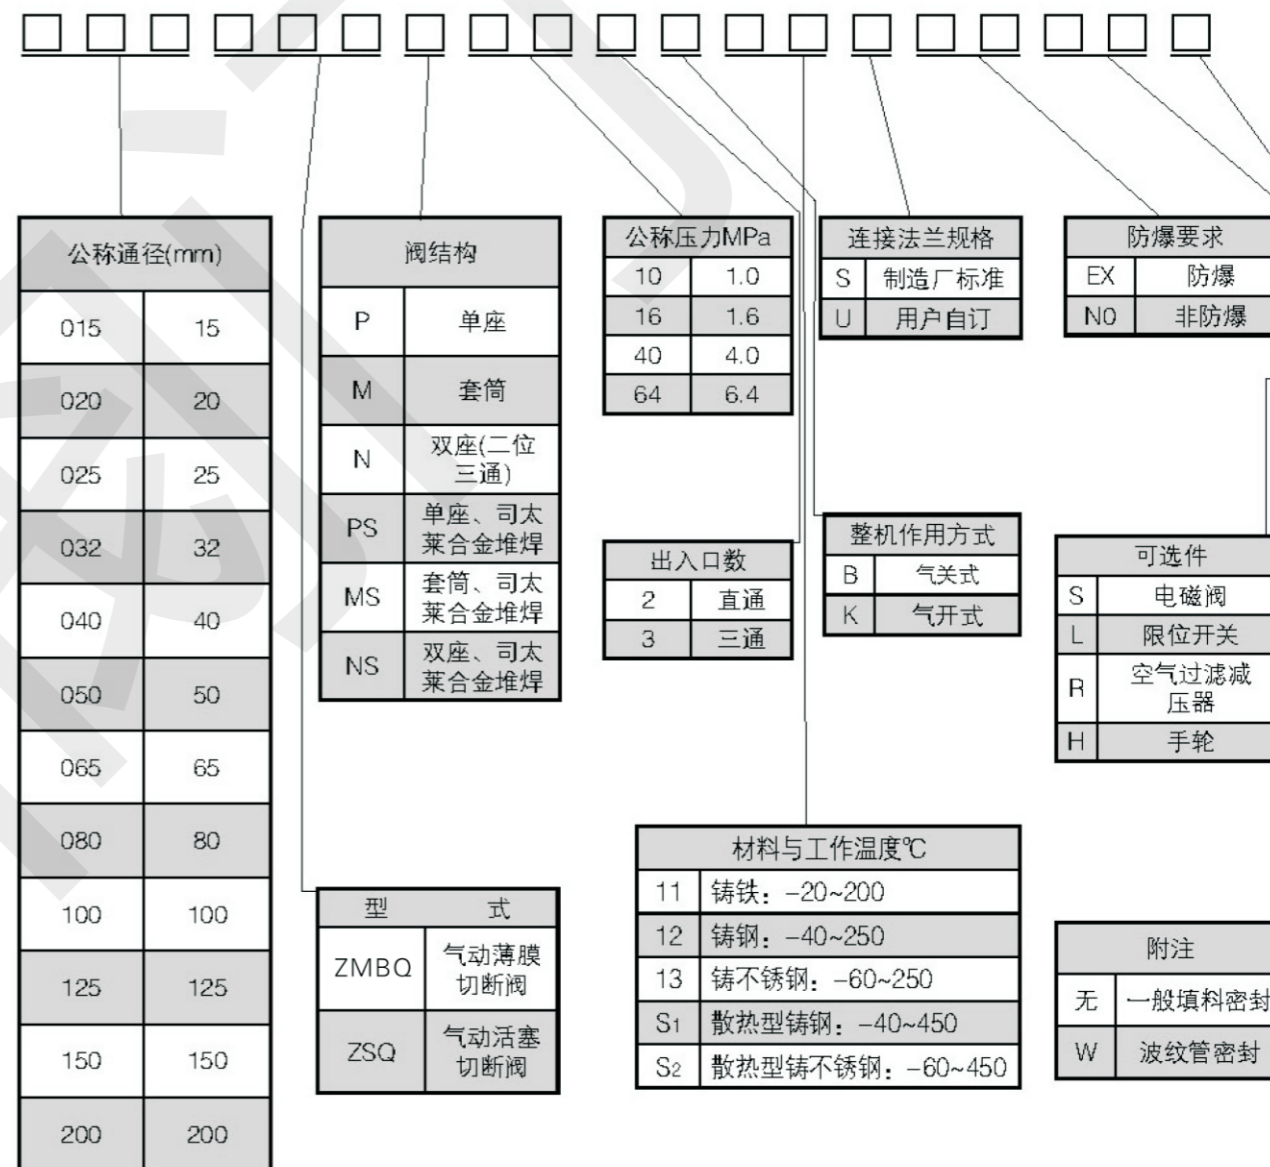 公称通径(mm)
015 15
020 20
025 25
032 32
040 40
050 50
065 65
080 80
100 100
125 125
150 150
200 200
阀结构
P 单座
M 套筒
N 双座(二位
三通)
PS 单座、司太
莱合金堆焊
MS 套筒、司太
莱合金堆焊
NS 双座、司太
莱合金堆焊
型 式
ZMBQ 气动薄膜
切断阀
ZSQ 气动活塞
切断阀
公称压力MPa
10 1.0
16 1.6
40 4.0
64 6.4
出入口数
2 直通
3 三通
连接法兰规格
S 制造厂标准
U 用户自订
整机作用方式
B 气关式
K 气开式
材料与工作温度℃
11 铸铁：-20~200
12 铸钢：-40~250
13 铸不锈钢：-60~250
S1 散热型铸钢：-40~450
S2 散热型铸不锈钢：-60~450
防爆要求
EX 防爆
N0 非防爆
可选件
S 电磁阀
L 限位开关
R 空气过滤减
压器
H 手轮
附注
无 一般填料密封
W 波纹管密封